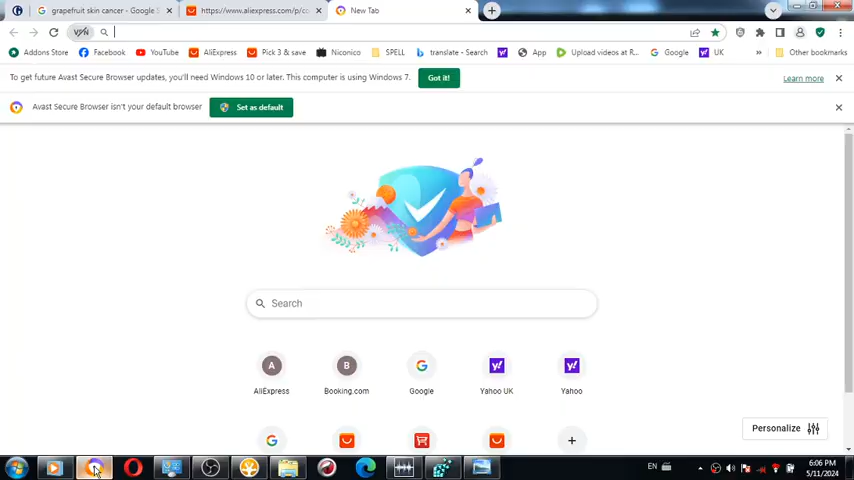 grapefruit skin cancer - Google S
https://www.aliexpress.com/p/co
New Tab
VPN
Addons Store
Facebook
YouTube
AliExpress
Pick 3 & save
Niconico
SPELL
translate - Search
App
Upload videos at R...
Google
UK
»
Other bookmarks
To get future Avast Secure Browser updates, you'll need Windows 10 or later. This computer is using Windows 7.
Got it!
Learn more
Avast Secure Browser isn't your default browser
Set as default
Search
A
B
AliExpress
Booking.com
Google
Yahoo UK
Yahoo
Personalize
EN
6:06 PM
5/11/2024